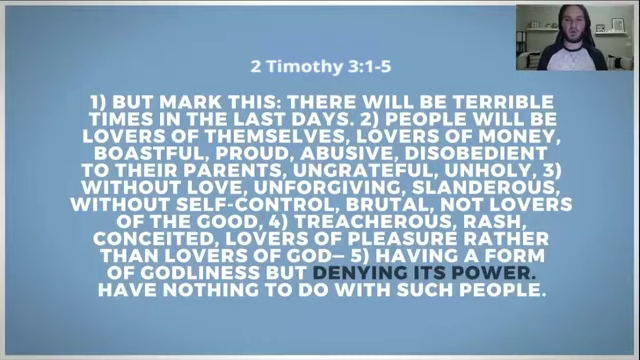 2 Timothy 3:1-5
1) BUT MARK THIS: THERE WILL BE TERRIBLE
TIMES IN THE LAST DAYS. 2) PEOPLE WILL BE
LOVERS OF THEMSELVES, LOVERS OF MONEY,
BOASTFUL, PROUD, ABUSIVE, DISOBEDIENT
TO THEIR PARENTS, UNGRATEFUL, UNHOLY, 3)
WITHOUT LOVE, UNFORGIVING, SLANDEROUS,
WITHOUT SELF-CONTROL, BRUTAL, NOT LOVERS
OF THE GOOD, 4) TREACHEROUS, RASH,
CONCEITED, LOVERS OF PLEASURE RATHER
THAN LOVERS OF GOD— 5) HAVING A FORM
OF GODLINESS BUT DENYING ITS POWER.
HAVE NOTHING TO DO WITH SUCH PEOPLE.